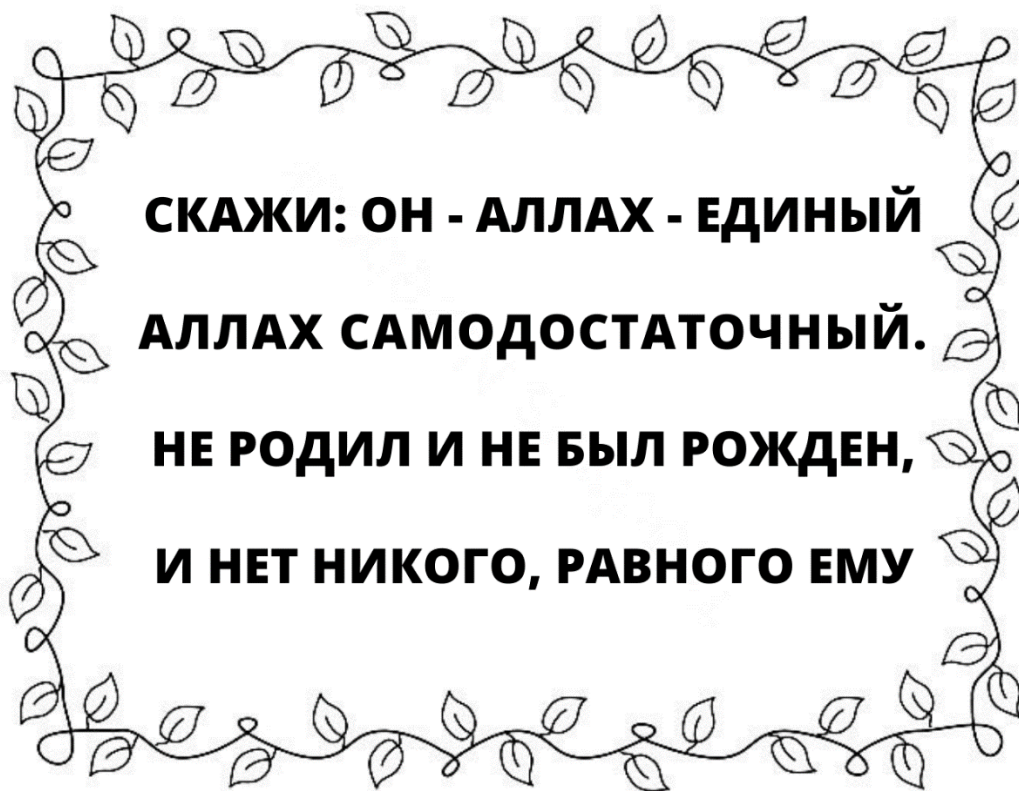 СКАЖИ: ОН - АЛЛАХ - ЕДИНЫЙ
АЛЛАХ САМОДОСТАТОЧНЫЙ.
НЕ РОДИЛ И НЕ БЫЛ РОЖДЕН,
И НЕТ НИКОГО, РАВНОГО ЕМУ